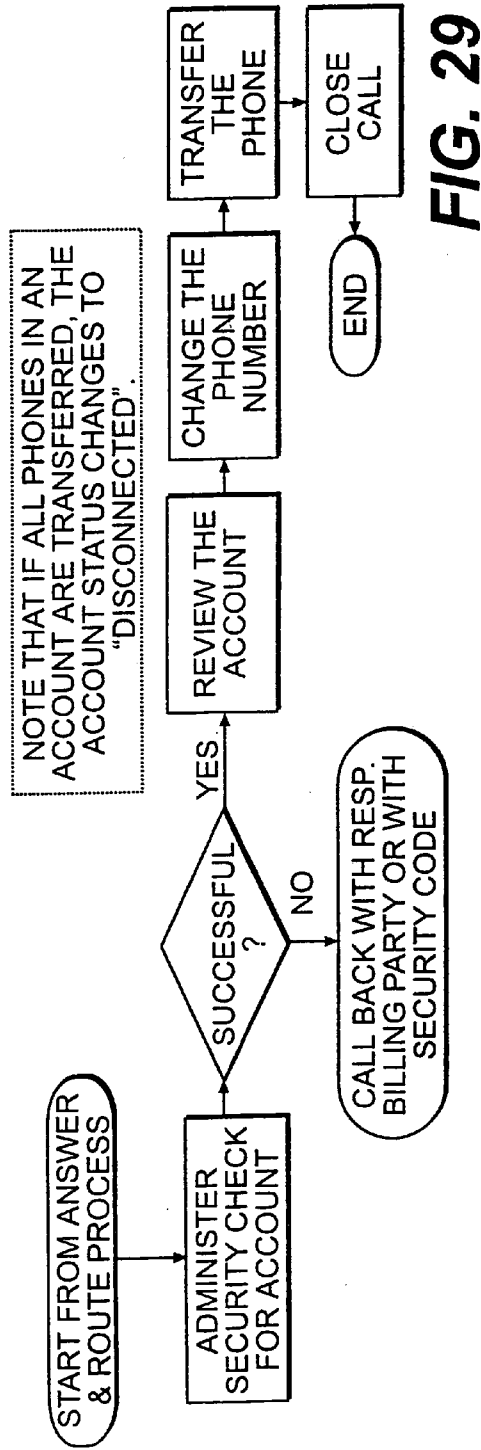 START FROM ANSWER
& ROUTE PROCESS
ADMINISTER
SECURITY CHECK
FOR ACCOUNT
SUCCESSFUL
?
YES
NO
CALL BACK WITH RESP.
BILLING PARTY OR WITH
SECURITY CODE
REVIEW THE
ACCOUNT
NOTE THAT IF ALL PHONES IN AN
ACCOUNT ARE TRANSFERRED, THE
ACCOUNT STATUS CHANGES TO
“DISCONNECTED”.
CHANGE THE
PHONE
NUMBER
TRANSFER
THE
PHONE
CLOSE
CALL
END
FIG. 29